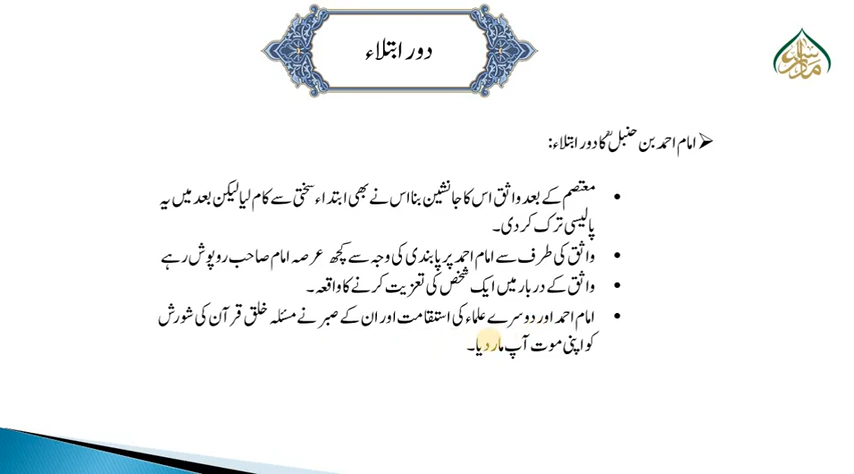 دور ابتلاء
امام احمد بن حنبلؒ کا دور ابتلاء:
معتصم کے بعد واثق اس کا جانشین بنا اس نے بھی ابتداء سختی سے کام لیا لیکن بعد میں یہ
پالیسی ترک کر دی۔
واثق کی طرف سے امام احمد پر پابندی کی وجہ سے کچھ عرصہ امام صاحب روپوش رہے
واثق کے دربار میں ایک شخص کی تعزیت کرنے کا واقعہ۔
امام احمد اور دوسرے علماء کی استقامت اور ان کے صبر نے مسئلہ خلق قرآن کی شورش
کو اپنی موت آپ مار دیا۔